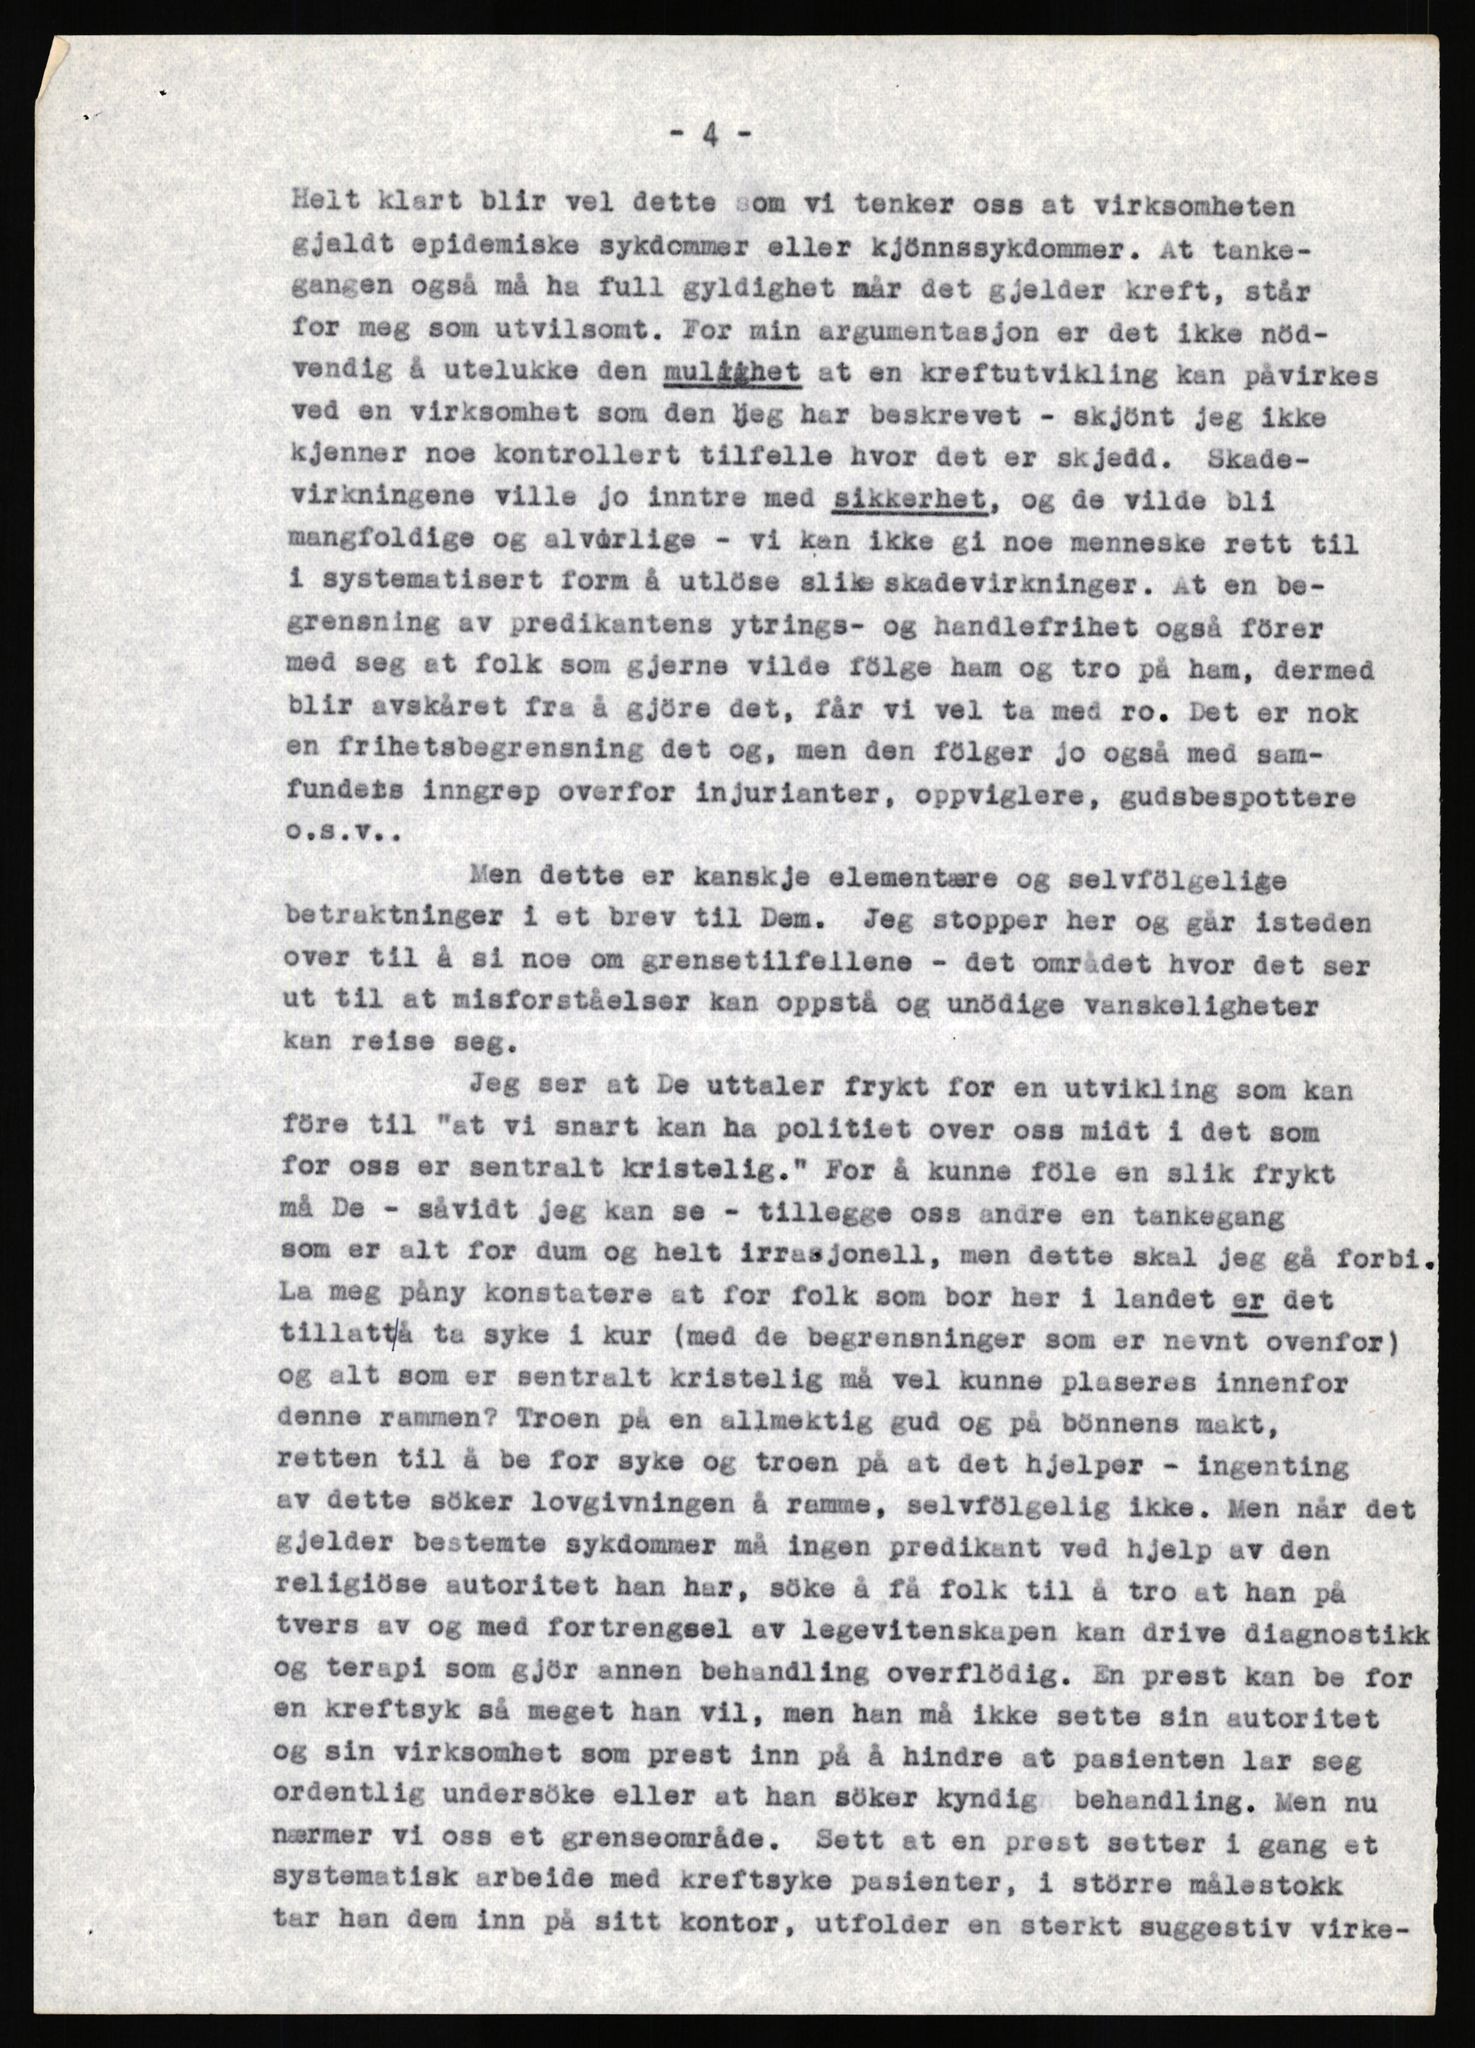 - 4 -
Helt klart blir vel dette som vi tenker oss at virksomheten
gjaldt epidemiske sykdommer eller kjönnssykdommer. At tanke-
gangen også må ha full gyldighet når det gjelder kreft, står
for meg som utvilsomt. For min argumentasjon er det ikke nöd-
vendig å utelukke den mulighet at en kreftutvikling kan påvirkes
ved en virksomhet som den jeg har beskrevet - skjönt jeg ikke
kjenner noe kontrollert tilfelle hvor det er skjedd. Skade-
virkningene ville jo inntre med sikkerhet, og de vilde bli
mangfoldige og alvorlige - vi kan ikke gi noe menneske rett til
i systematisert form å utlöse slike skadevirkninger. At en be-
grensning av predikantens ytrings- og handlefrihet også förer
med seg at folk som gjerne vilde fölge ham og tro på ham, dermed
blir avskåret fra å gjöre det, får vi vel ta med ro. Det er nok
en frihetsbegrensning det og, men den fölger jo også med sam-
fundets inngrep overfor injurianter, oppviglere, gudsbespottere
o.s.v..
Men dette er kanskje elementære og selvfölgelige
betraktninger i et brev til Dem. Jeg stopper her og går isteden
over til å si noe om grensetilfellene - det området hvor det ser
ut til at misforståelser kan oppstå og unödige vanskeligheter
kan reise seg.
Jeg ser at De uttaler frykt for en utvikling som kan
före til "at vi snart kan ha politiet over oss midt i det som
for oss er sentralt kristelig." For å kunne föle en slik frykt
må De - såvidt jeg kan se - tillegge oss andre en tankegang
som er alt for dum og helt irrasjonell, men dette skal jeg gå forbi.
La meg påny konstatere at for folk som bor her i landet er det
tillatt/å ta syke i kur (med de begrensninger som er nevnt ovenfor)
og alt som er sentralt kristelig må vel kunne plaseres innenfor
denne rammen? Troen på en allmektig gud og på bönnens makt,
retten til å be for syke og troen på at det hjelper - ingenting
av dette söker lovgivningen å ramme, selvfölgelig ikke. Men når det
gjelder bestemte sykdommer må ingen predikant ved hjelp av den
religiöse autoritet han har, söke å få folk til å tro at han på
tvers av og med fortrengsel av legevitenskapen kan drive diagnostikk
og terapi som gjör annen behandling overflödig. En prest kan be for
en kreftsyk så meget han vil, men han må ikke sette sin autoritet
og sin virksomhet som prest inn på å hindre at pasienten lar seg
ordentlig undersöke eller at han söker kyndig behandling. Men nu
nærmer vi oss et grenseområde. Sett at en prest setter i gang et
systematisk arbeide med kreftsyke pasienter, i större målestokk
tar han dem inn på sitt kontor, utfolder en sterkt suggestiv virke-